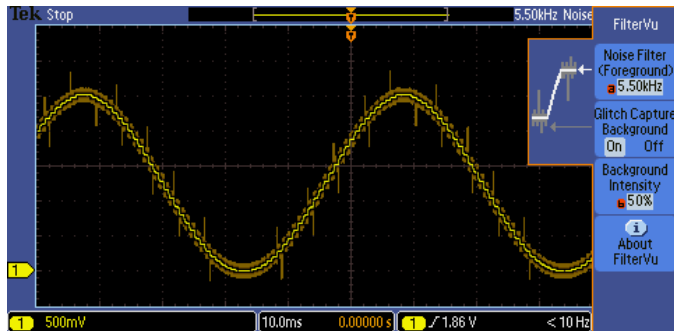 Tek Stop
5.50kHz Noise
FilterVu
Noise Filter
(Foreground)
a 5.50kHz
Glitch Capture
Background
On Off
Background
Intensity
b 50%
i
About
FilterVu
T
T
1
1 500mV
10.0ms 0.00000 s
1 / 1.86 V < 10 Hz